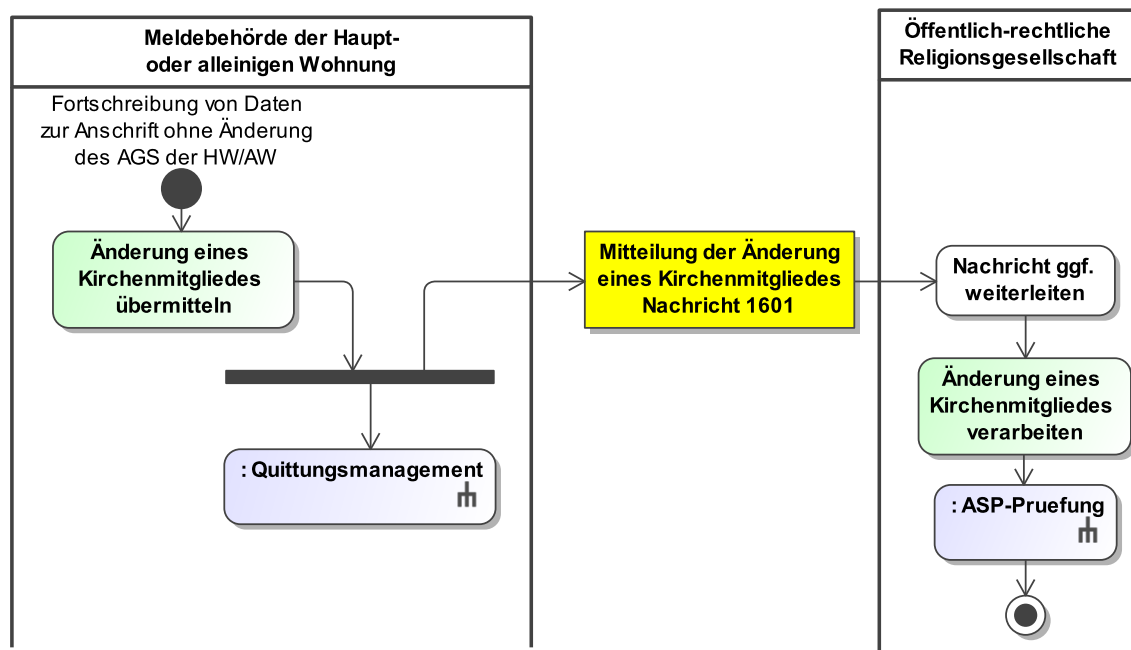 Meldebehörde der Haupt-
oder alleinigen Wohnung
Fortschreibung von Daten
zur Anschrift ohne Änderung
des AGS der HW/AW
Änderung eines
Kirchenmitgliedes
übermitteln
: Quittungsmanagement
Mitteilung der Änderung
eines Kirchenmitgliedes
Nachricht 1601
Öffentlich-rechtliche
Religionsgesellschaft
Nachricht ggf.
weiterleiten
Änderung eines
Kirchenmitgliedes
verarbeiten
: ASP-Pruefung